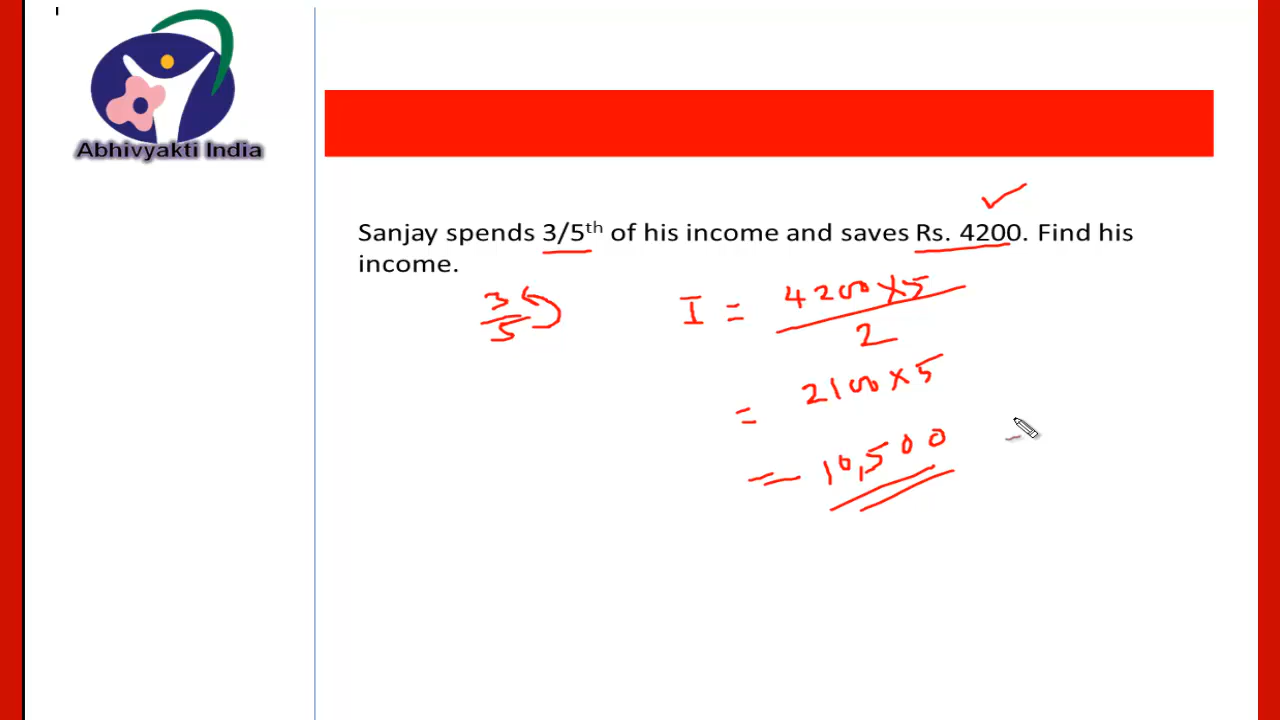 Abhivyakti India
Sanjay spends 3/5th of his income and saves Rs. 4200. Find his
income.
3/5
I = 4200×5/2
= 2100×5
= 10,500